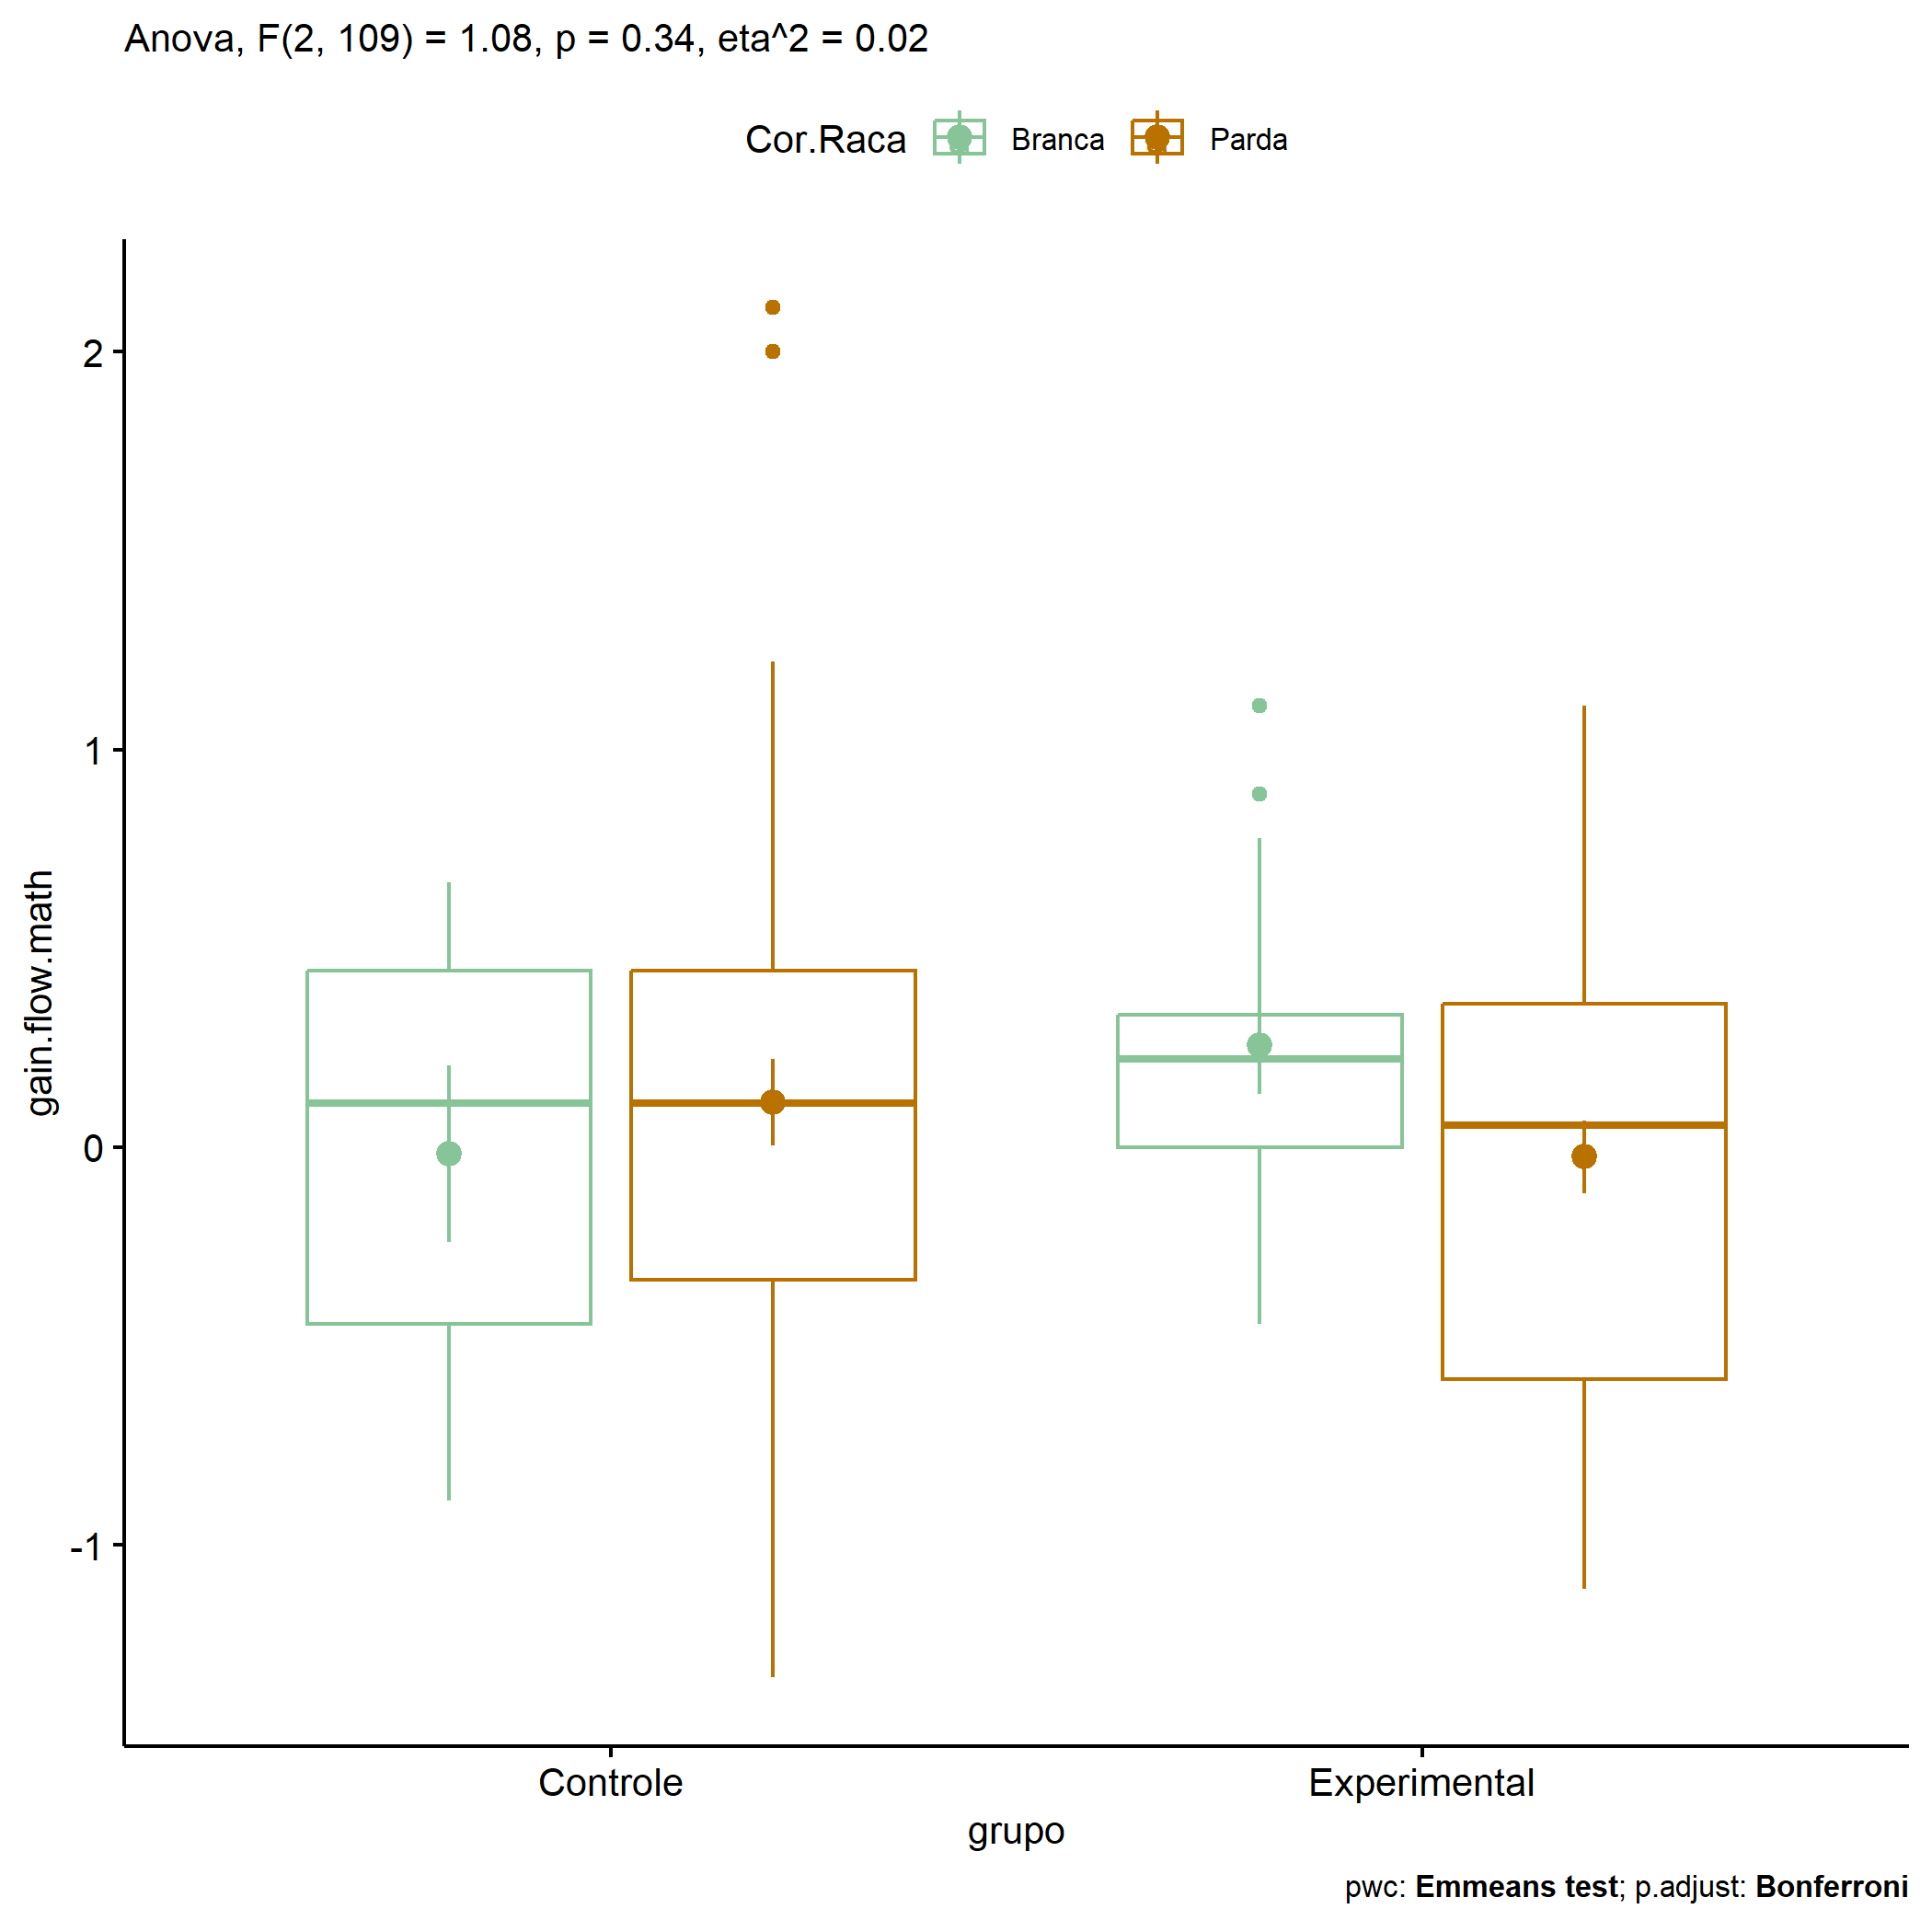 Anova, F(2, 109) = 1.08, p = 0.34, eta^2 = 0.02
Cor.Raca Branca Parda
gain.flow.math
2
1
0
-1
Controle Experimental
grupo
pwc: Emmeans test; p.adjust: Bonferroni